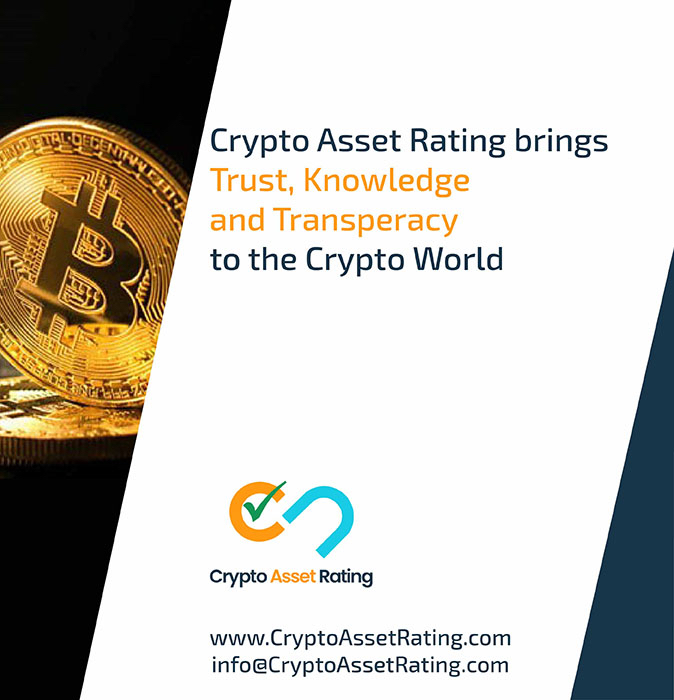 Crypto Asset Rating brings
Trust, Knowledge
and Transperacy
to the Crypto World
Crypto Asset Rating
www.CryptoAssetRating.com
info@CryptoAssetRating.com